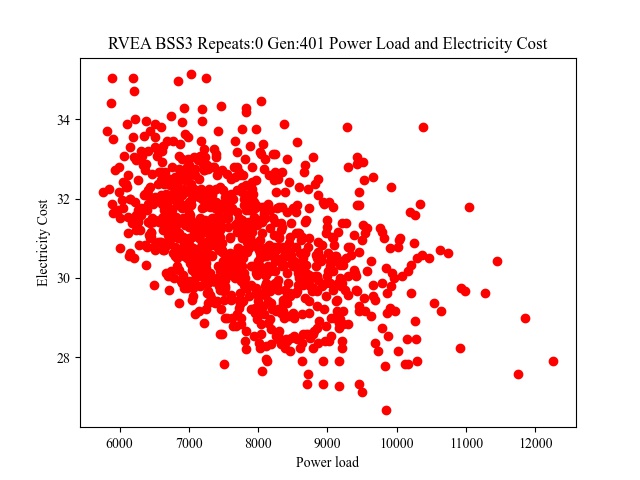 RVEA BSS3 Repeats:0 Gen:401 Power Load and Electricity Cost
34
32
30
28
Electricity Cost
6000 7000 8000 9000 10000 11000 12000
Power load